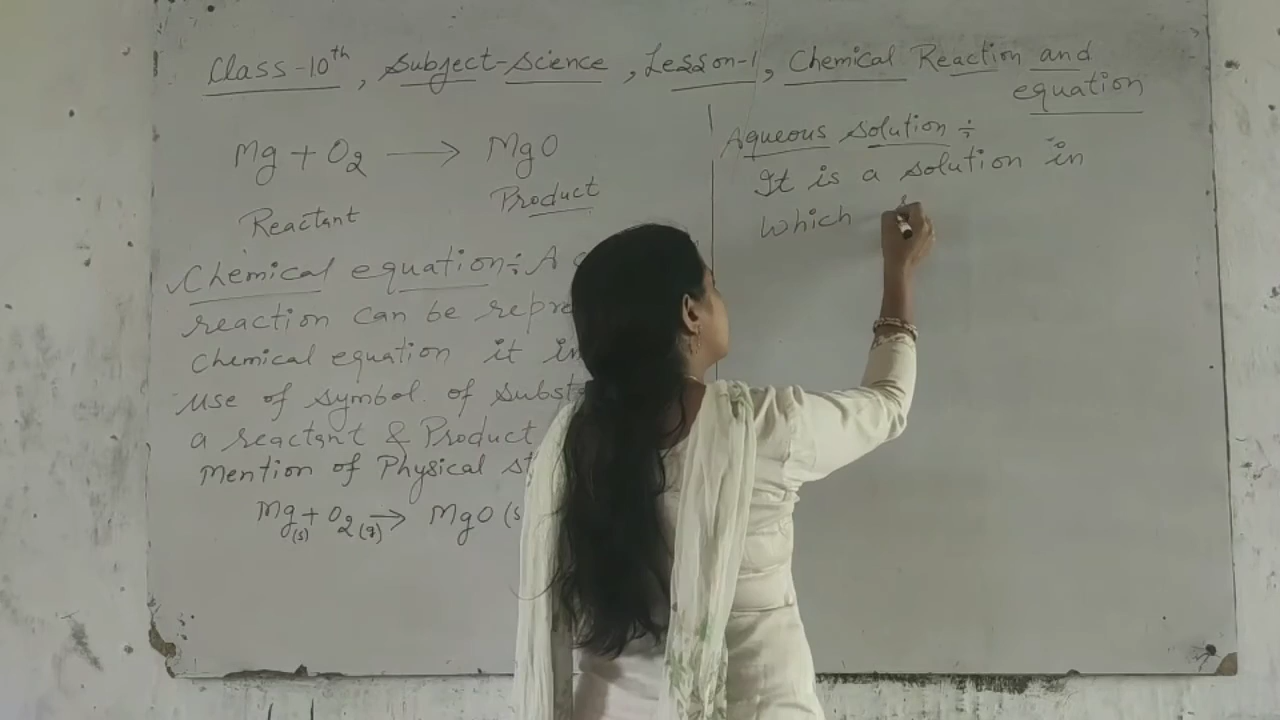 Class-10th, Subject-Science, Lesson-1, Chemical Reaction and
equation
Mg + O2 → MgO
Reactant Product
Chemical equation ÷ A
reaction can be repre
Chemical equation it in
Use of symbol. of subst
a reactant & Product
Mention of Physical st
Mg(s) + O2(g) → MgO (s
Aqueous Solution ÷
It is a solution in
which